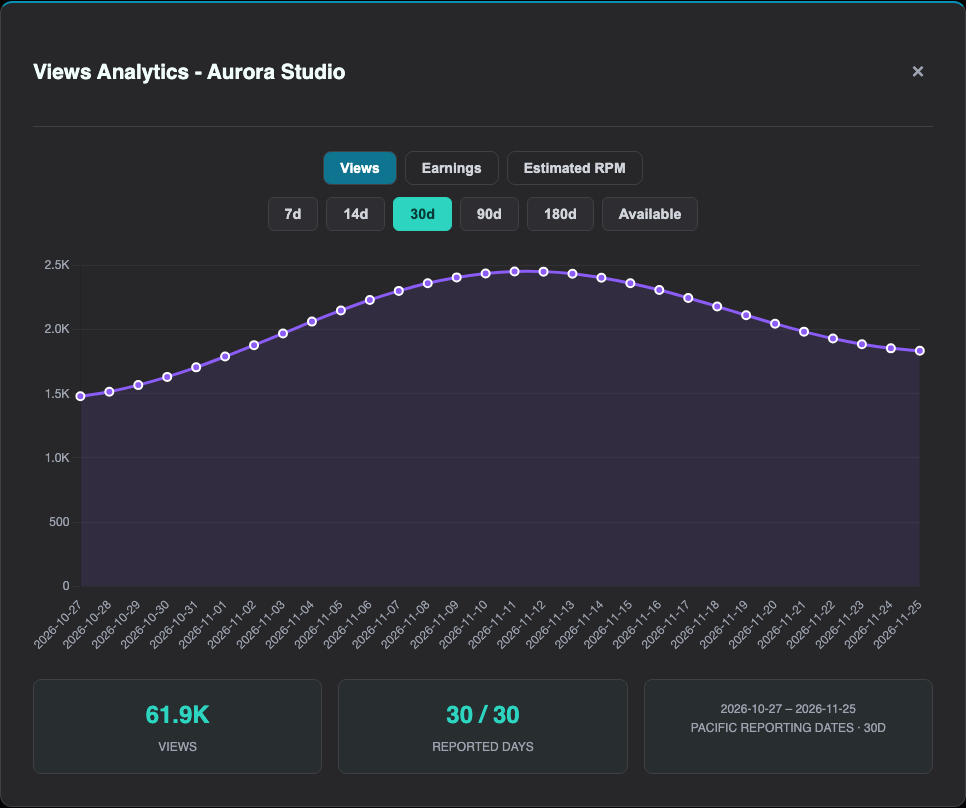 Views Analytics - Aurora Studio
×
Views Earnings Estimated RPM
7d 14d 30d 90d 180d Available
2.5K
2.0K
1.5K
1.0K
500
0
2026-10-27 2026-10-28 2026-10-29 2026-10-30 2026-10-31 2026-11-01 2026-11-02 2026-11-03 2026-11-04 2026-11-05 2026-11-06 2026-11-07 2026-11-08 2026-11-09 2026-11-10 2026-11-11 2026-11-12 2026-11-13 2026-11-14 2026-11-15 2026-11-16 2026-11-17 2026-11-18 2026-11-19 2026-11-20 2026-11-21 2026-11-22 2026-11-23 2026-11-24 2026-11-25
61.9K
VIEWS
30 / 30
REPORTED DAYS
2026-10-27 – 2026-11-25
PACIFIC REPORTING DATES · 30D